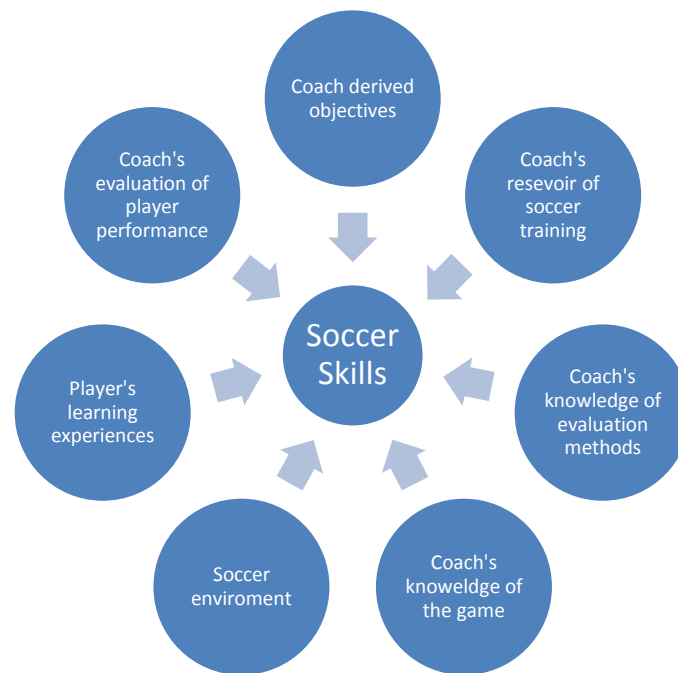 Coach derived
objectives
Coach's
resevoir of
soccer
training
Coach's
knowledge of
evaluation
methods
Coach's
knoweldge of
the game
Soccer
enviroment
Player's
learning
experiences
Coach's
evaluation of
player
performance
Soccer
Skills